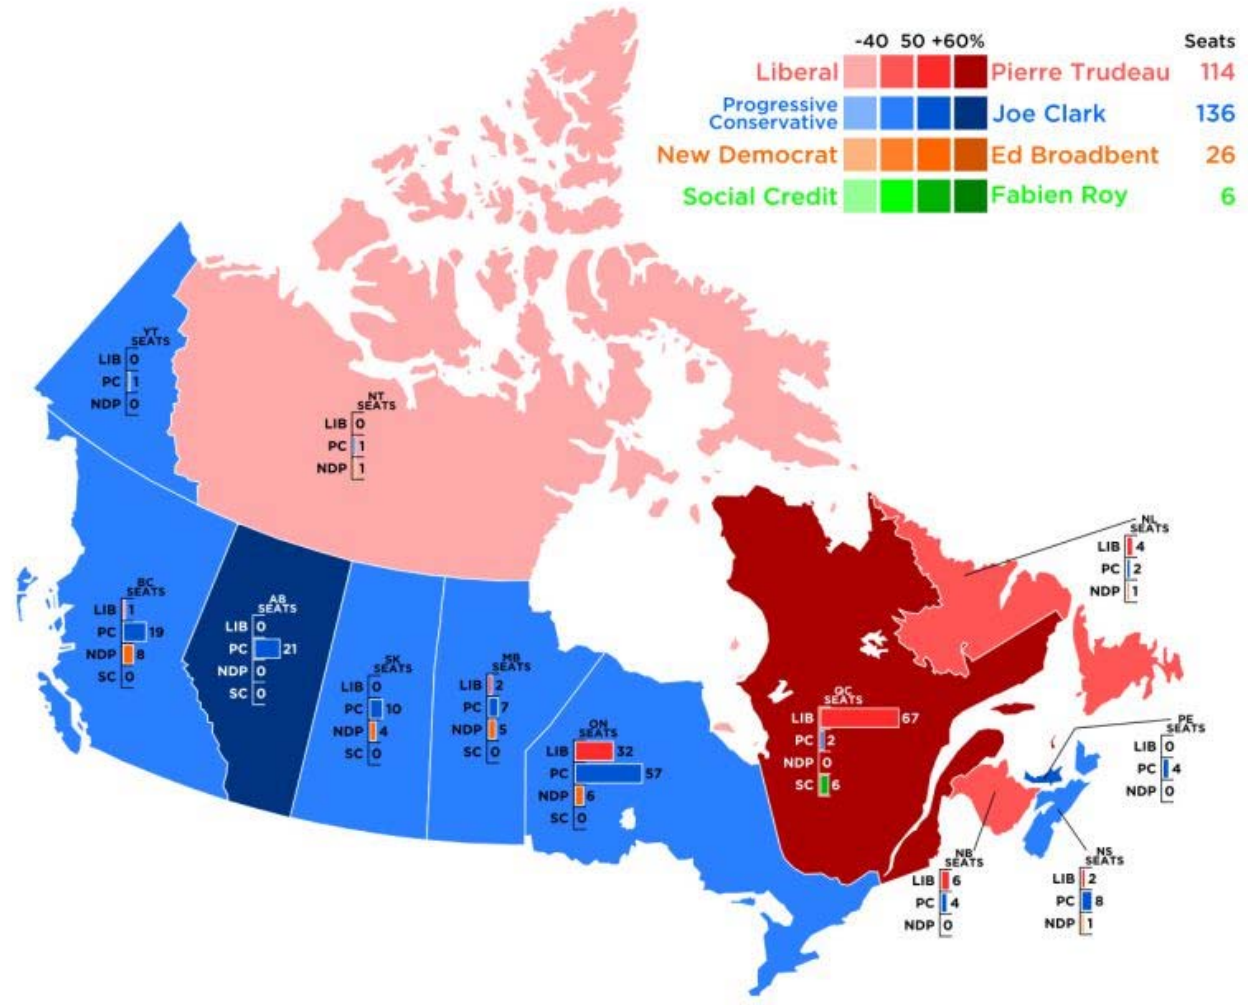 -40 50 +60% Seats
Liberal Pierre Trudeau 114
Progressive
Conservative Joe Clark 136
New Democrat Ed Broadbent 26
Social Credit Fabien Roy 6
YT
SEATS
LIB 0
PC 1
NDP 0
NT
SEATS
LIB 0
PC 1
NDP 1
NL
SEATS
LIB 4
PC 2
NDP 1
BC
SEATS
LIB 1
PC 19
NDP 8
SC 0
AB
SEATS
LIB 0
PC 21
NDP 0
SC 0
SK
SEATS
LIB 0
PC 10
NDP 4
SC 0
MB
SEATS
LIB 2
PC 7
NDP 5
SC 0
ON
SEATS
LIB 32
PC 57
NDP 6
SC 0
QC
SEATS
LIB 67
PC 2
NDP 0
SC 6
PE
SEATS
LIB 0
PC 4
NDP 0
NB
SEATS
LIB 6
PC 4
NDP 0
NS
SEATS
LIB 2
PC 8
NDP 1